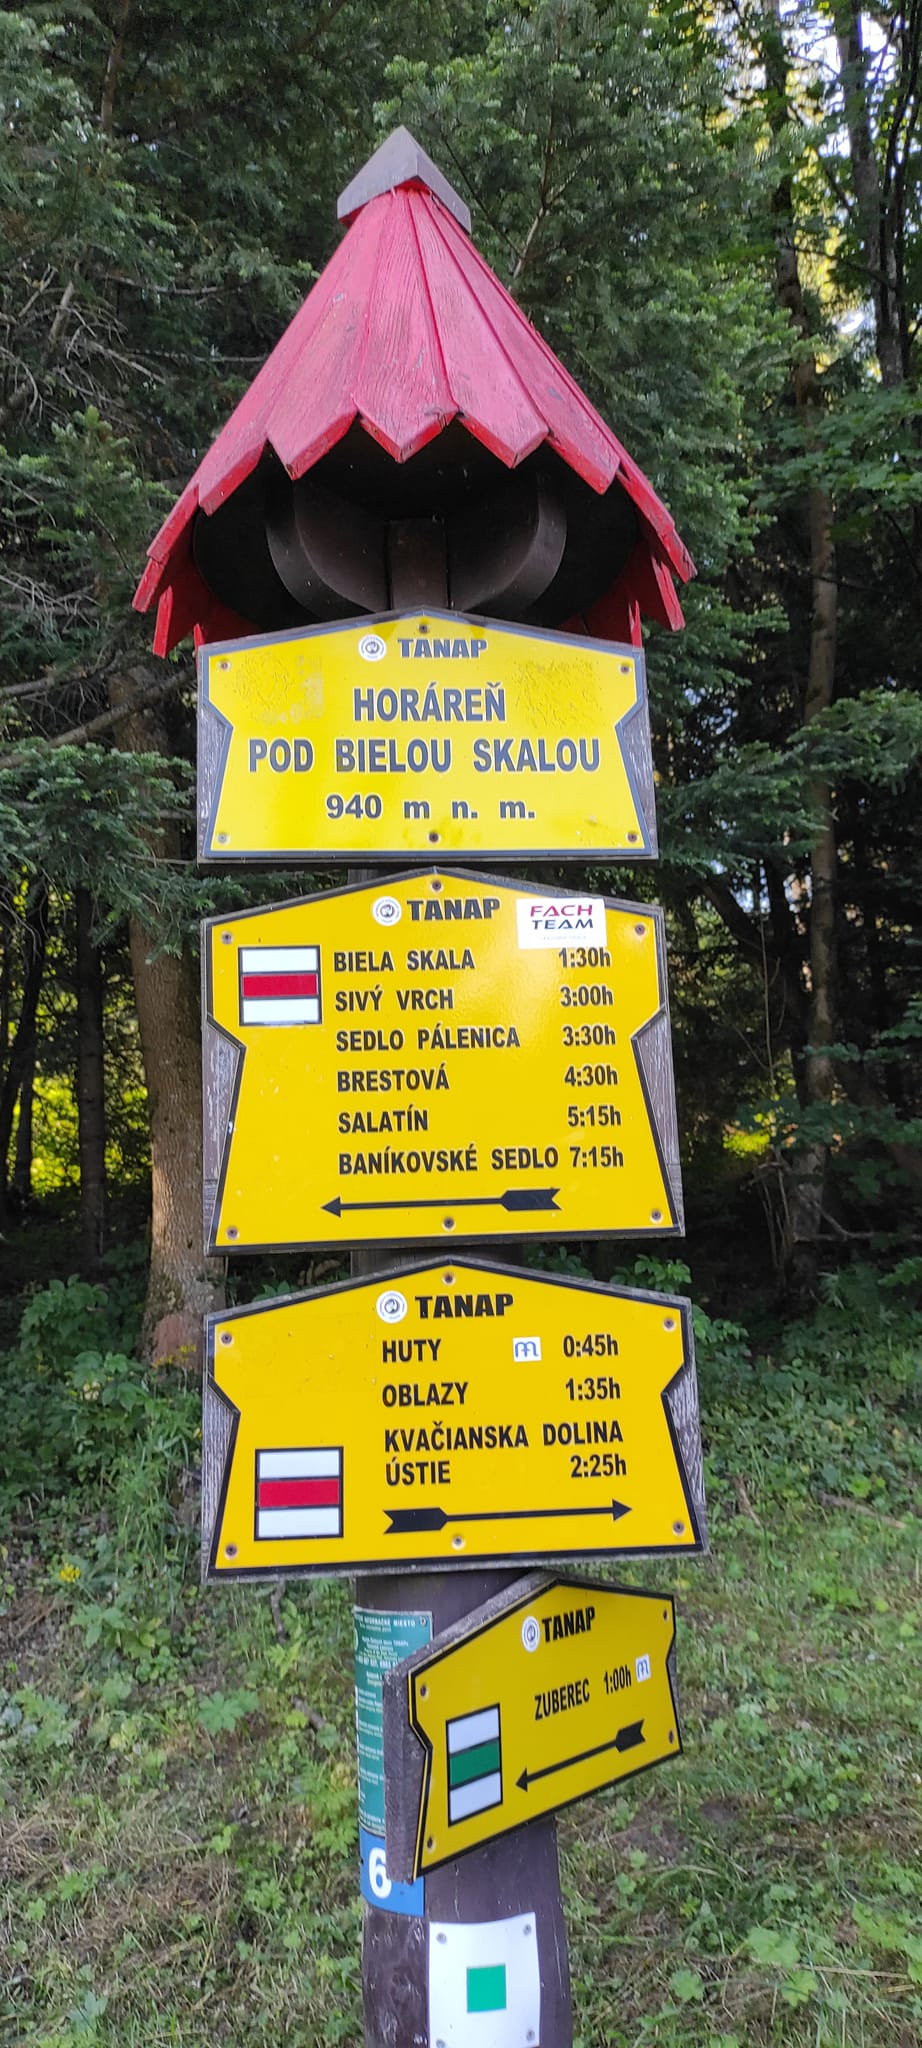 TANAP
HORÁREŇ
POD BIELOU SKALOU
940 m n. m.
TANAP
FACH
TEAM
BIELA SKALA 1:30h
SIVÝ VRCH 3:00h
SEDLO PÁLENICA 3:30h
BRESTOVÁ 4:30h
SALATÍN 5:15h
BANÍKOVSKÉ SEDLO 7:15h
TANAP
HUTY 0:45h
OBLAZY 1:35h
KVAČIANSKA DOLINA
ÚSTIE 2:25h
TANAP
ZUBEREC 1:00h
INFORMAČNÉ MIESTO
6